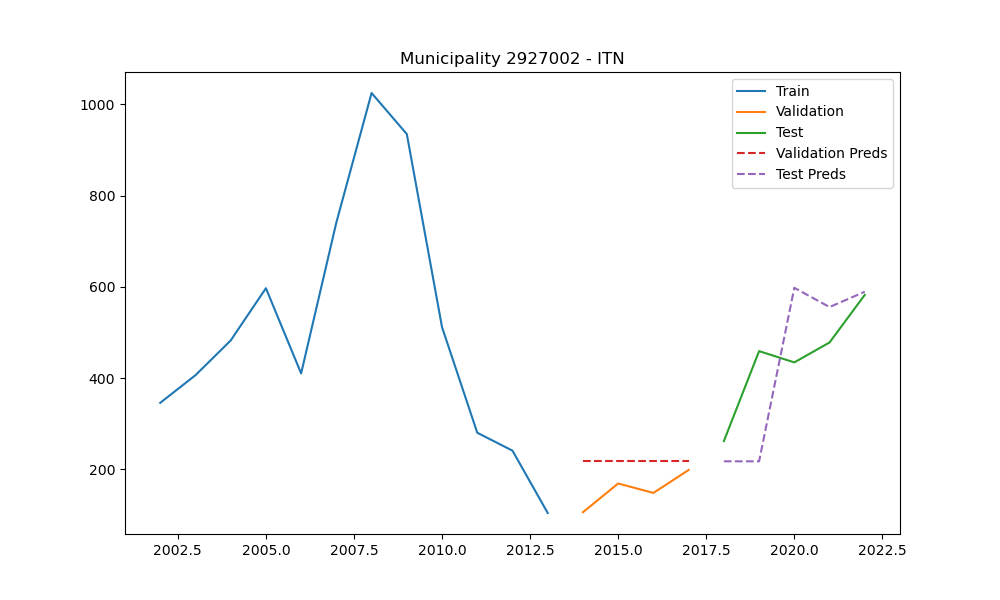 Municipality 2927002 - ITN
1000
800
600
400
200
2002.5
2005.0
2007.5
2010.0
2012.5
2015.0
2017.5
2020.0
2022.5
Train
Validation
Test
Validation Preds
Test Preds